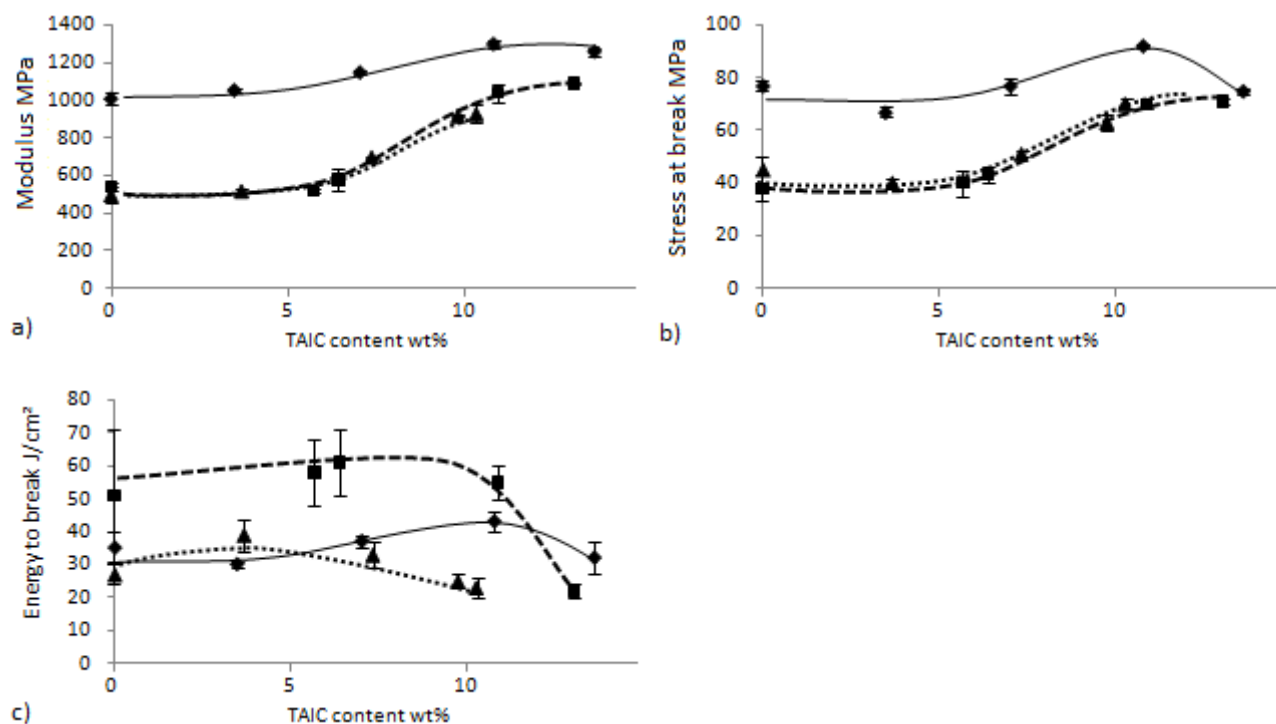 Modulus MPa
1400
1200
1000
800
600
400
200
0
0 5 10
TAIC content wt%
a)
Stress at break MPa
100
80
60
40
20
0
0 5 10
TAIC content wt%
b)
Energy to break J/cm²
80
70
60
50
40
30
20
10
0
0 5 10
TAIC content wt%
c)